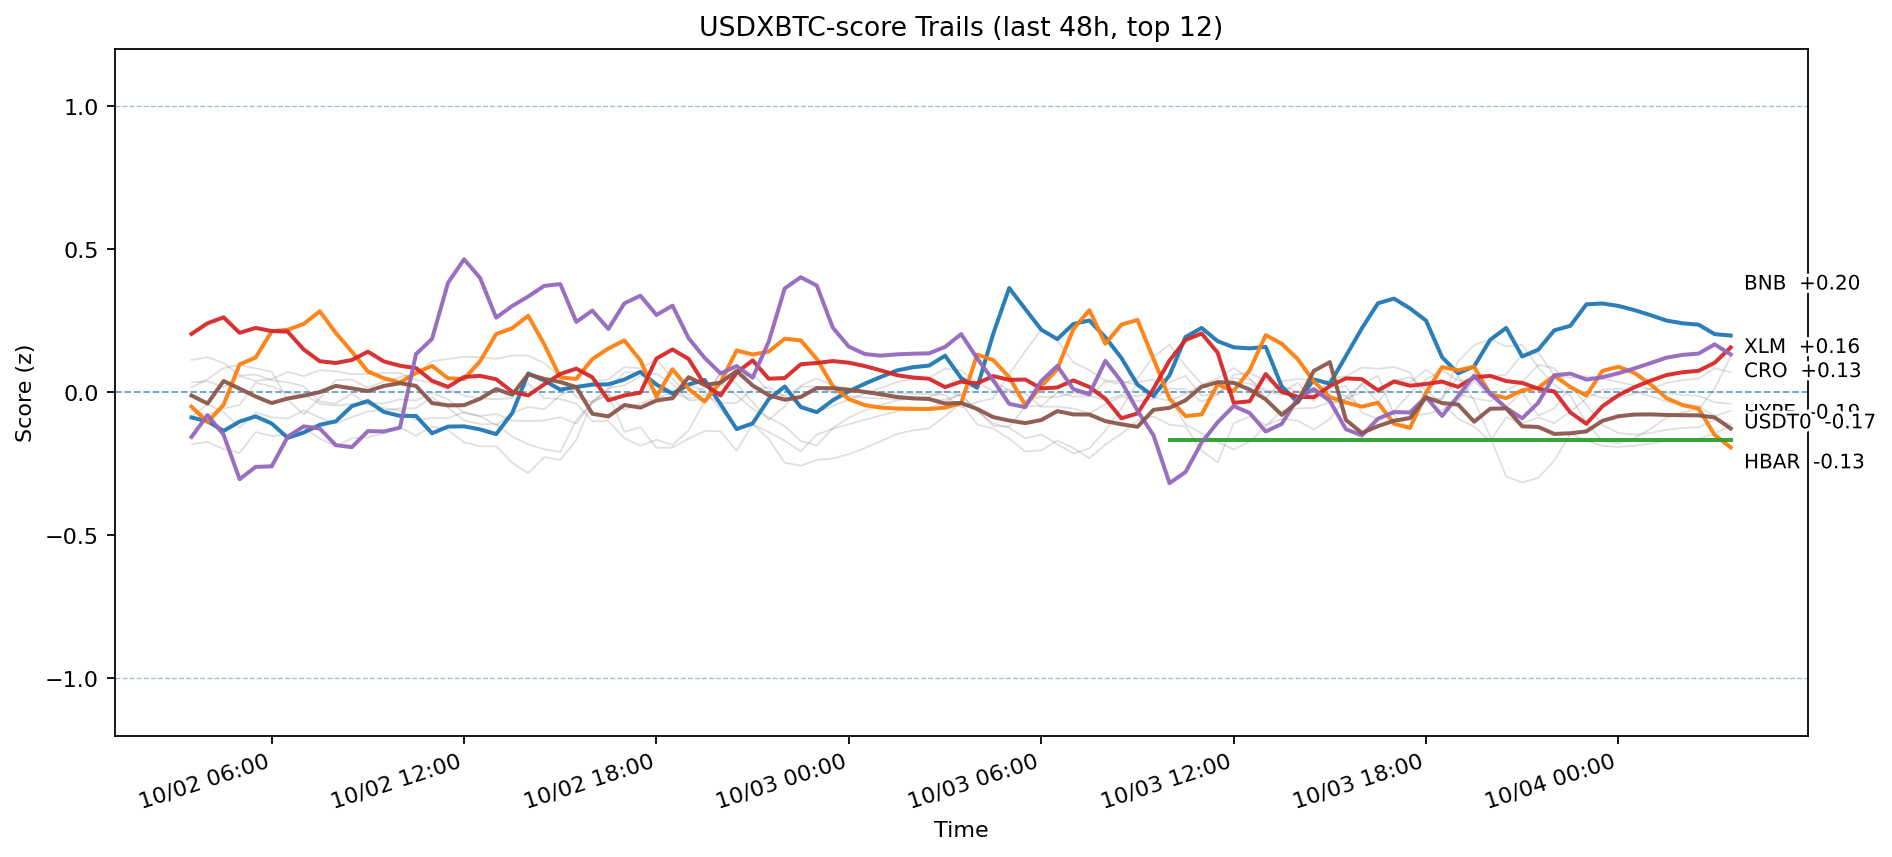 USDXBTC-score Trails (last 48h, top 12)
Score (z)
1.0
0.5
0.0
−0.5
−1.0
BNB +0.20
XLM +0.16
CRO +0.13
USDT0 -0.17
HBAR -0.13
10/02 06:00
10/02 12:00
10/02 18:00
10/03 00:00
10/03 06:00
10/03 12:00
10/03 18:00
10/04 00:00
Time